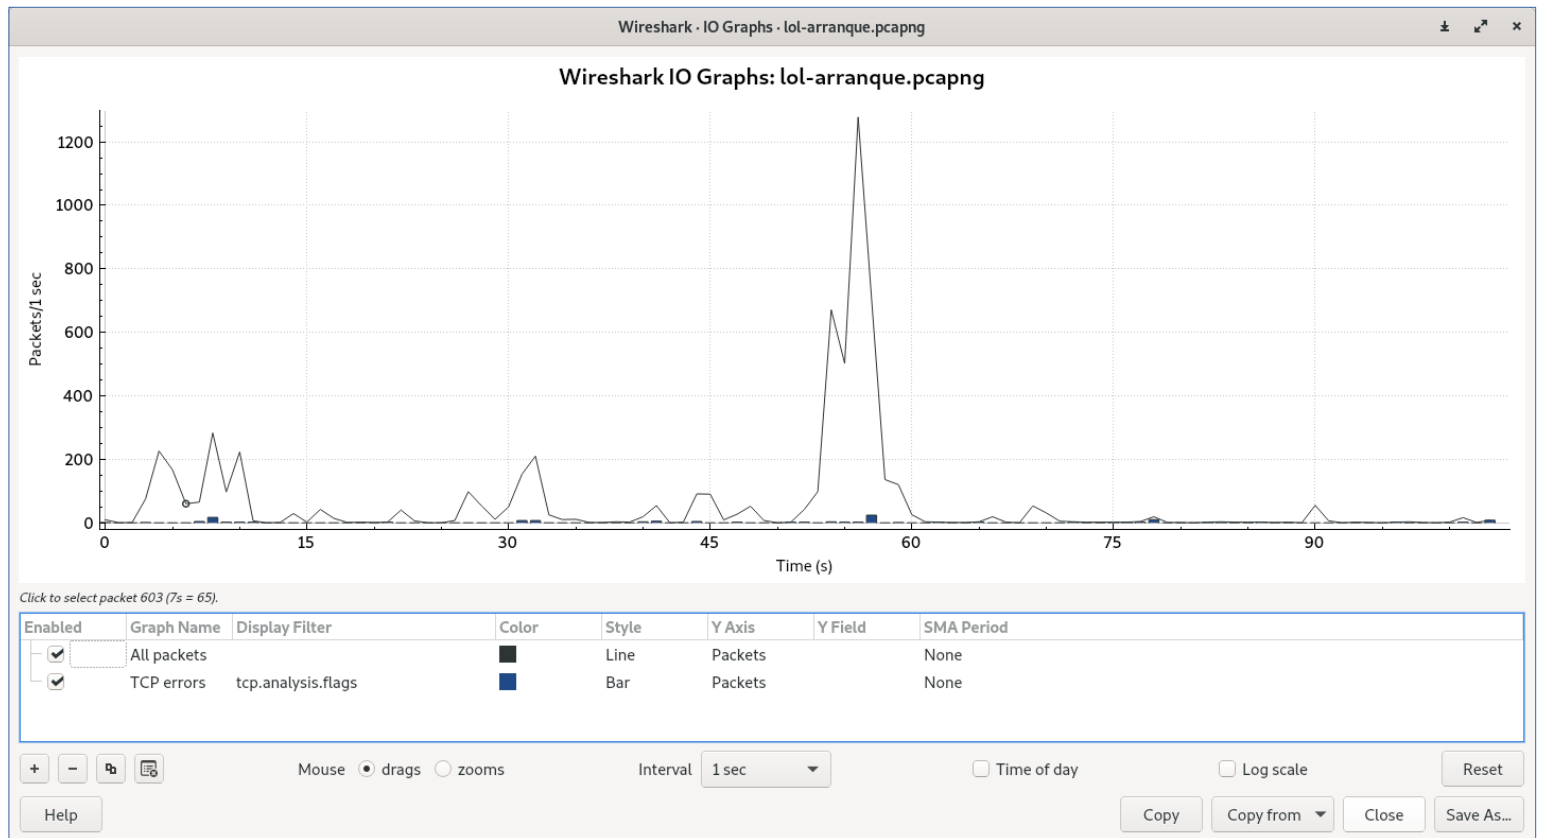 Wireshark · IO Graphs · lol-arranque.pcapng
Wireshark IO Graphs: lol-arranque.pcapng
1200
1000
800
600
400
200
0
Packets/1 sec
0 15 30 45 60 75 90
Time (s)
Click to select packet 603 (7s = 65).
Enabled Graph Name Display Filter Color Style Y Axis Y Field SMA Period
All packets Line Packets None
TCP errors tcp.analysis.flags Bar Packets None
+ − Mouse drags zooms Interval 1 sec Time of day Log scale Reset
Help Copy Copy from Close Save As...